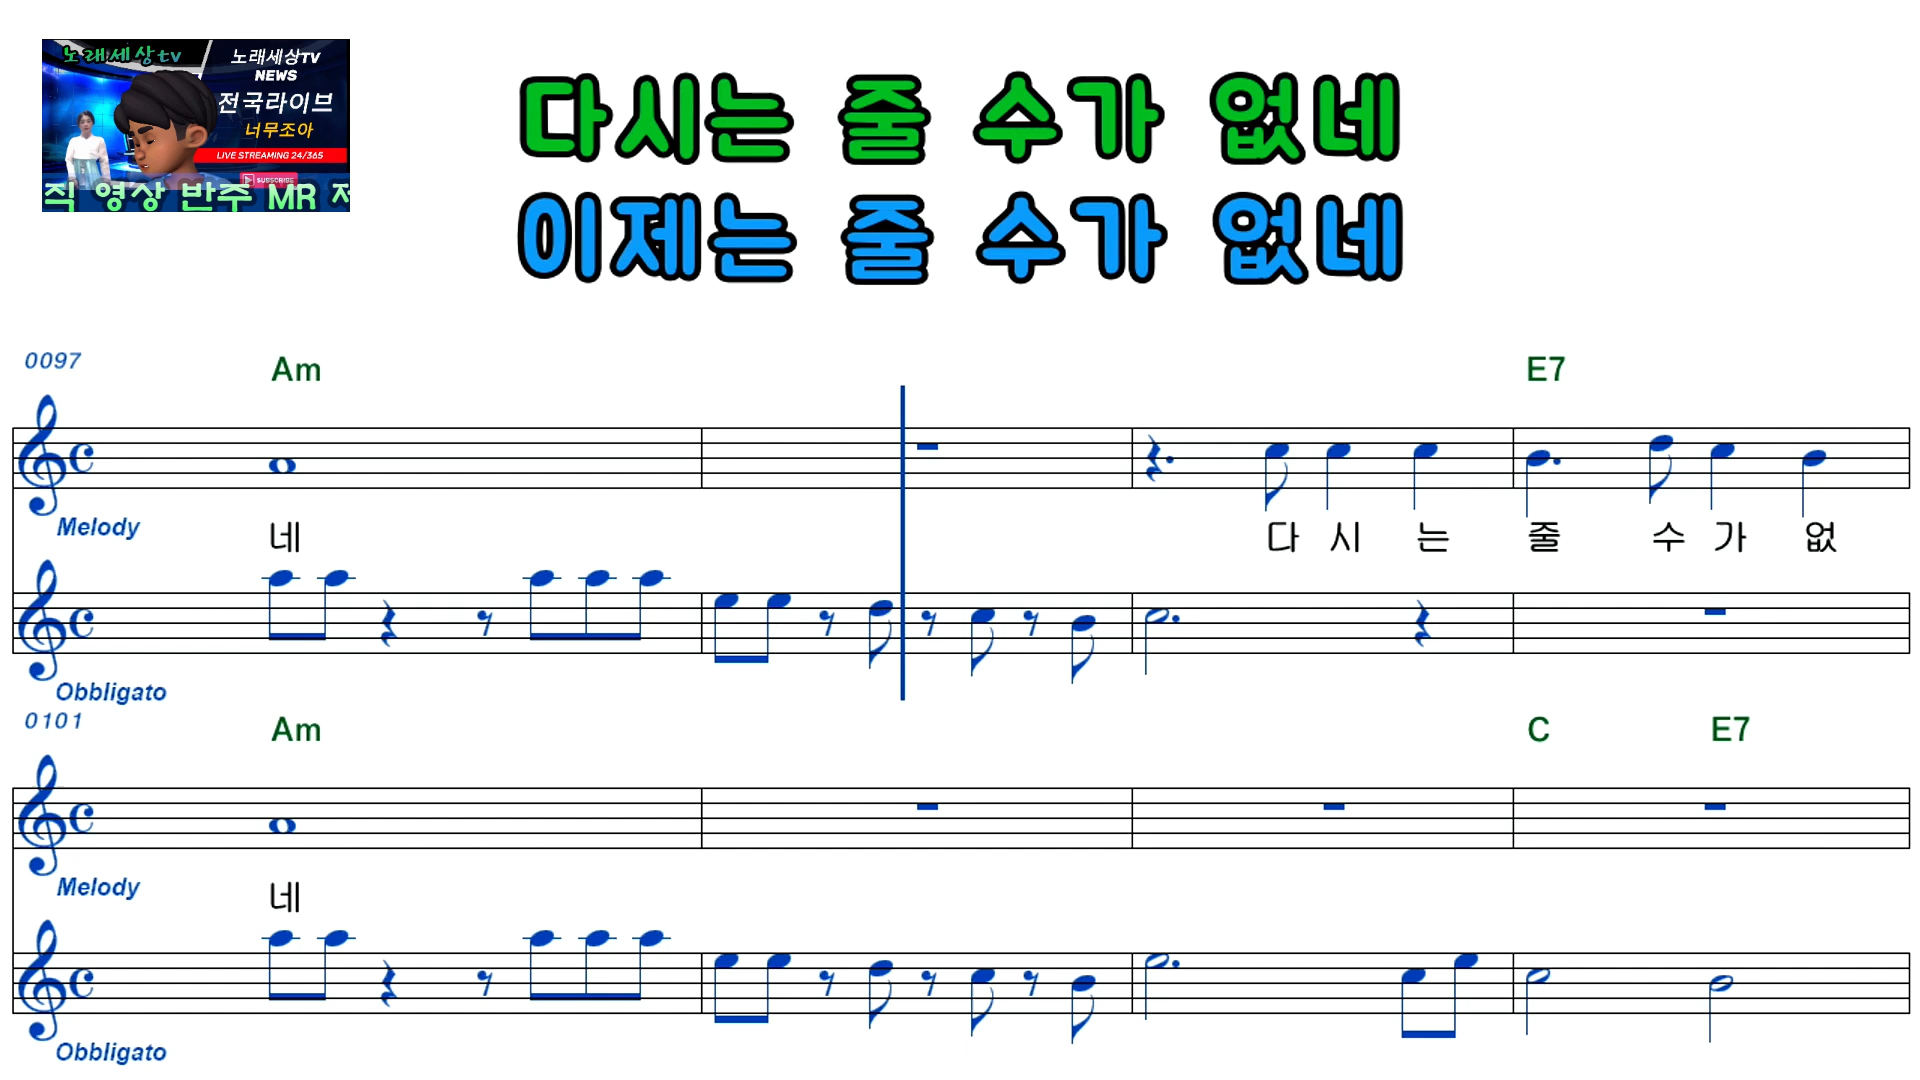 노래세상tv
노래세상TV
NEWS
전국라이브
너무조아
LIVE STREAMING 24/365
SUBSCRIBE
직 영상 반주 MR
다시는 줄 수가 없네
이제는 줄 수가 없네
0097
Am E7
Melody
네 다 시 는 줄 수 가 없
Obbligato
0101
Am C E7
Melody
네
Obbligato